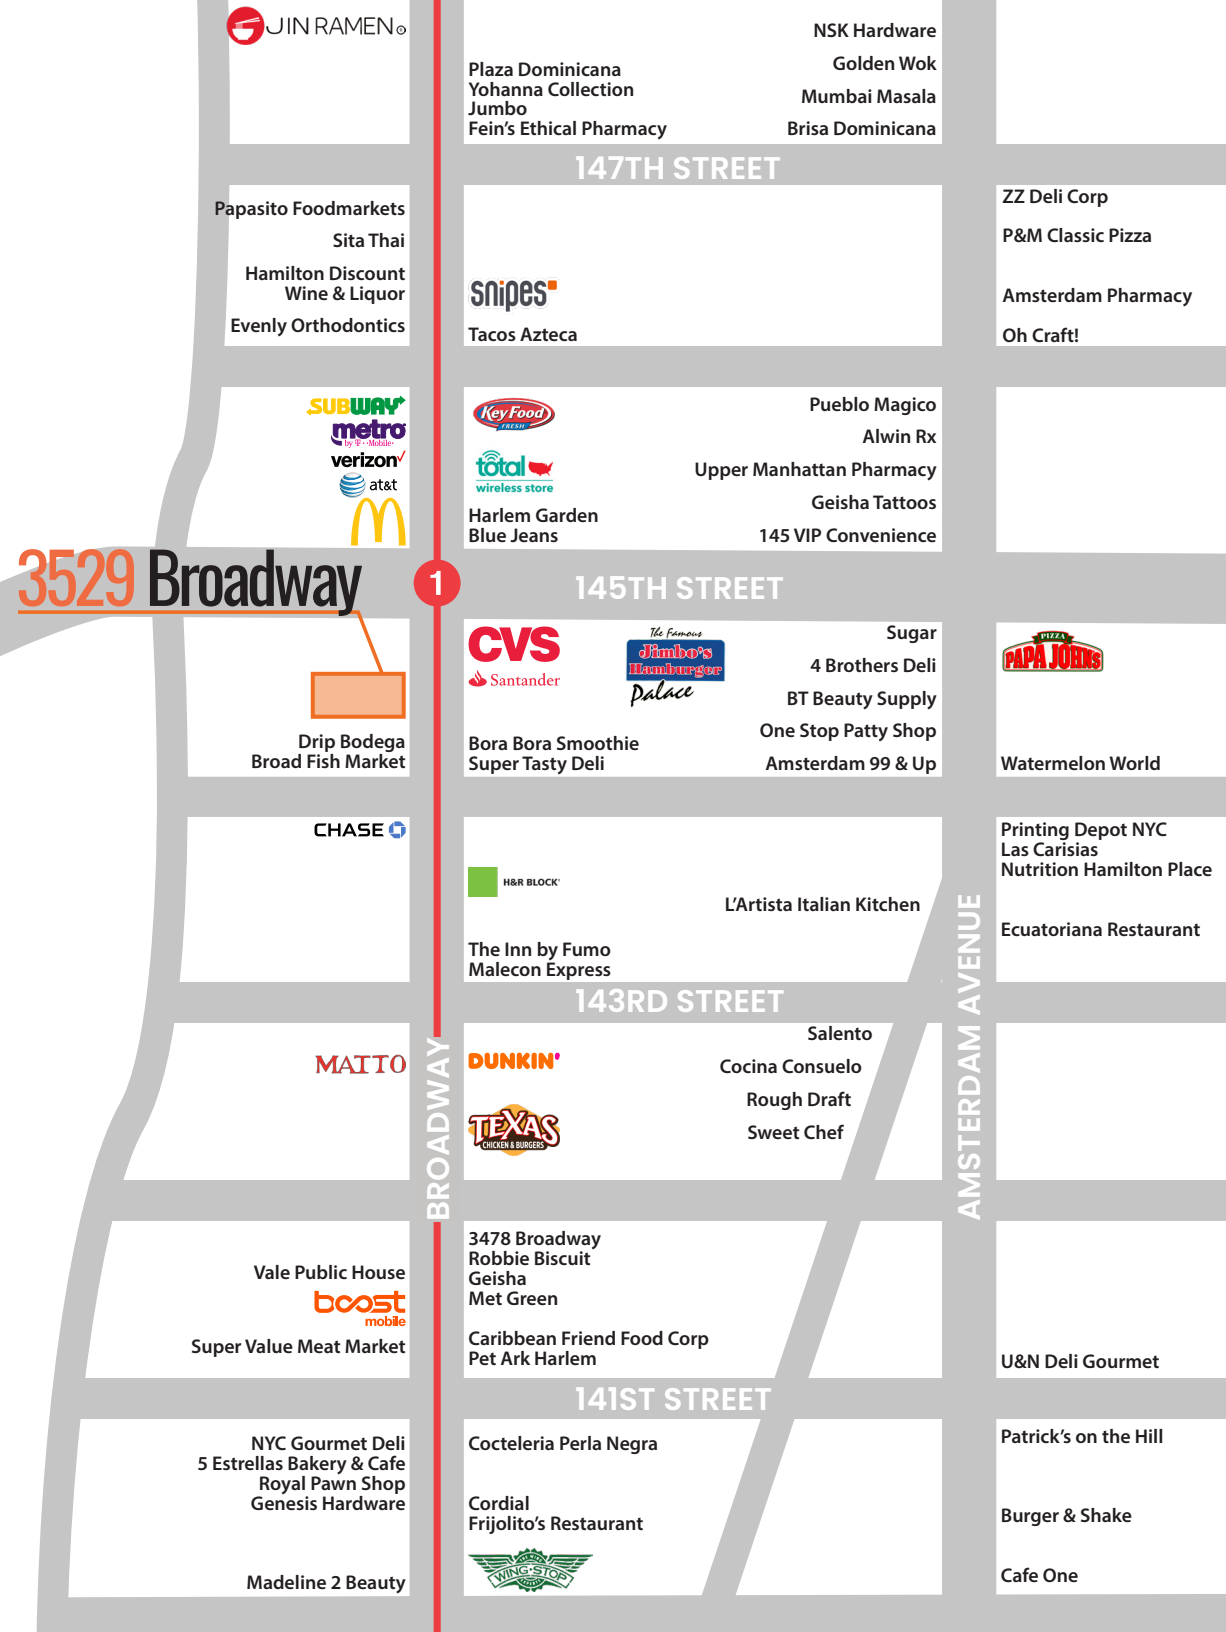 JIN RAMEN
NSK Hardware
Golden Wok
Mumbai Masala
Brisa Dominicana
Plaza Dominicana
Yohanna Collection
Jumbo
Fein's Ethical Pharmacy
147TH STREET
Papasito Foodmarkets
Sita Thai
Hamilton Discount
Wine & Liquor
Evenly Orthodontics
snipes
Tacos Azteca
ZZ Deli Corp
P&M Classic Pizza
Amsterdam Pharmacy
Oh Craft!
SUBWAY
metro
by T-Mobile
verizon
at&t
Key Food
FRESH
total
wireless store
Harlem Garden
Blue Jeans
Pueblo Magico
Alwin Rx
Upper Manhattan Pharmacy
Geisha Tattoos
145 VIP Convenience
3529 Broadway
1
145TH STREET
Drip Bodega
Broad Fish Market
CVS
Santander
The Famous
Jimbo's
Hamburger
Palace
Bora Bora Smoothie
Super Tasty Deli
Sugar
4 Brothers Deli
BT Beauty Supply
One Stop Patty Shop
Amsterdam 99 & Up
PIZZA
PAPA JOHNS
Watermelon World
CHASE
H&R BLOCK
The Inn by Fumo
Malecon Express
L'Artista Italian Kitchen
Printing Depot NYC
Las Carisias
Nutrition Hamilton Place
Ecuatoriana Restaurant
AMSTERDAM AVENUE
143RD STREET
BROADWAY
MATTO
DUNKIN'
TEXAS
CHICKEN & BURGERS
Salento
Cocina Consuelo
Rough Draft
Sweet Chef
Vale Public House
boost
mobile
Super Value Meat Market
3478 Broadway
Robbie Biscuit
Geisha
Met Green
Caribbean Friend Food Corp
Pet Ark Harlem
U&N Deli Gourmet
141ST STREET
NYC Gourmet Deli
5 Estrellas Bakery & Cafe
Royal Pawn Shop
Genesis Hardware
Madeline 2 Beauty
Cocteleria Perla Negra
Cordial
Frijolito's Restaurant
WING·STOP
Patrick's on the Hill
Burger & Shake
Cafe One